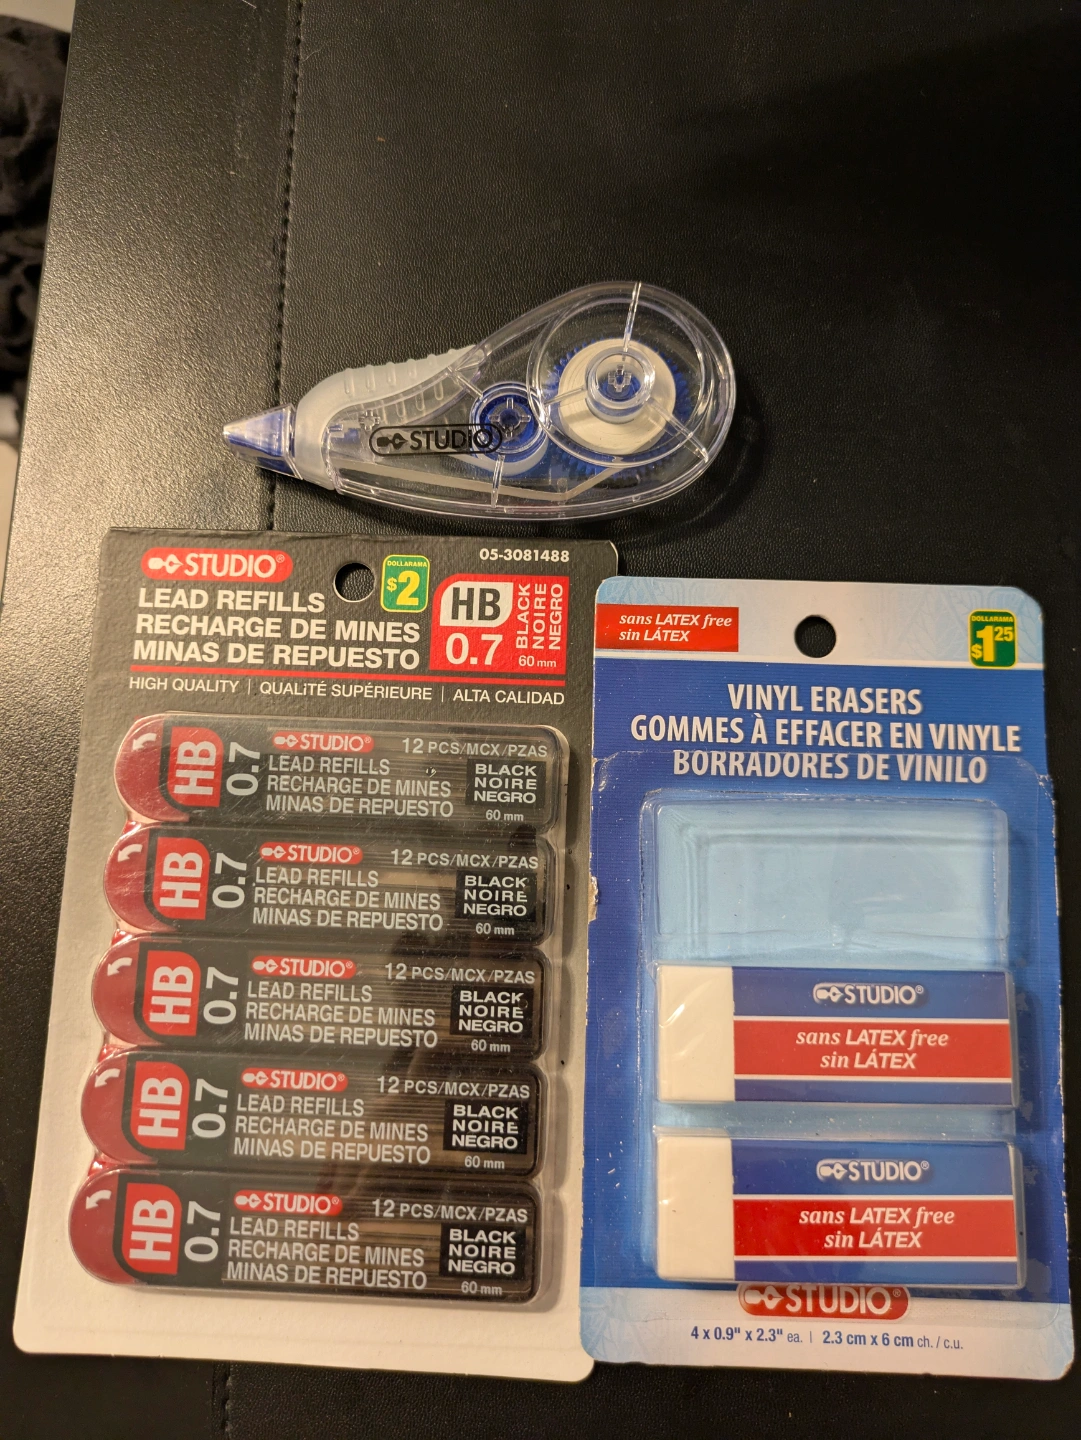 STUDiO
STUDIO®
DOLLARAMA
$2
05-3081488
LEAD REFILLS
RECHARGE DE MINES
MINAS DE REPUESTO
HB
0.7
BLACK
NOIRE
NEGRO
60 mm
HIGH QUALITY | QUALITÉ SUPÉRIEURE | ALTA CALIDAD
HB
0.7
STUDIO®
12 PCS/MCX/PZAS
LEAD REFILLS
RECHARGE DE MINES
MINAS DE REPUESTO
BLACK
NOIRE
NEGRO
60 mm
HB
0.7
STUDIO®
12 PCS/MCX/PZAS
LEAD REFILLS
RECHARGE DE MINES
MINAS DE REPUESTO
BLACK
NOIRE
NEGRO
60 mm
HB
0.7
STUDIO®
12 PCS/MCX/PZAS
LEAD REFILLS
RECHARGE DE MINES
MINAS DE REPUESTO
BLACK
NOIRE
NEGRO
60 mm
HB
0.7
STUDIO®
12 PCS/MCX/PZAS
LEAD REFILLS
RECHARGE DE MINES
MINAS DE REPUESTO
BLACK
NOIRE
NEGRO
60 mm
HB
0.7
STUDIO®
12 PCS/MCX/PZAS
LEAD REFILLS
RECHARGE DE MINES
MINAS DE REPUESTO
BLACK
NOIRE
NEGRO
60 mm
sans LATEX free
sin LÁTEX
DOLLARAMA
$1 25
VINYL ERASERS
GOMMES À EFFACER EN VINYLE
BORRADORES DE VINILO
STUDIO®
sans LATEX free
sin LÁTEX
STUDIO®
sans LATEX free
sin LÁTEX
STUDIO®
4 x 0.9" x 2.3" ea. | 2.3 cm x 6 cm ch. / c.u.